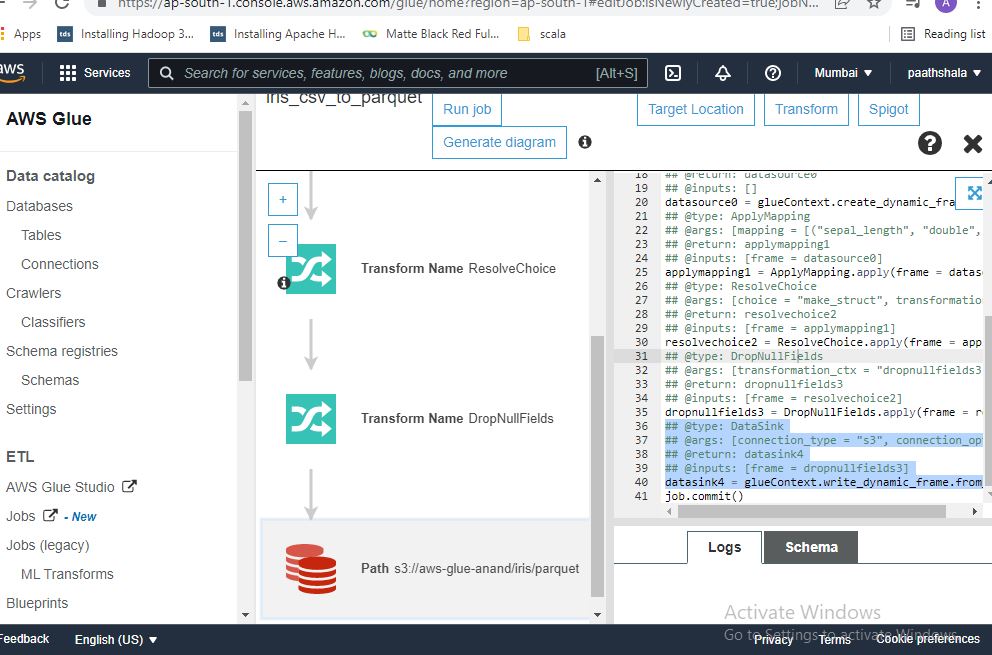 https://ap-south-1.console.aws.amazon.com/glue/home?region=ap-south-1#editJob:isNewlyCreated=true;jobN...
A
Apps
tds Installing Hadoop 3...
tds Installing Apache H...
Matte Black Red Ful...
scala
Reading list
aws
Services
Search for services, features, blogs, docs, and more [Alt+S]
Mumbai
paathshala
AWS Glue
Data catalog
Databases
Tables
Connections
Crawlers
Classifiers
Schema registries
Schemas
Settings
ETL
AWS Glue Studio
Jobs - New
Jobs (legacy)
ML Transforms
Blueprints
iris_csv_to_parquet
Run job
Generate diagram
Target Location
Transform
Spigot
+
−
Transform Name ResolveChoice
Transform Name DropNullFields
Path s3://aws-glue-anand/iris/parquet
18 ## @return: datasource0
19 ## @inputs: []
20 datasource0 = glueContext.create_dynamic_fra
21 ## @type: ApplyMapping
22 ## @args: [mapping = [("sepal_length", "double",
23 ## @return: applymapping1
24 ## @inputs: [frame = datasource0]
25 applymapping1 = ApplyMapping.apply(frame = datas
26 ## @type: ResolveChoice
27 ## @args: [choice = "make_struct", transformatio
28 ## @return: resolvechoice2
29 ## @inputs: [frame = applymapping1]
30 resolvechoice2 = ResolveChoice.apply(frame = app
31 ## @type: DropNullFields
32 ## @args: [transformation_ctx = "dropnullfields3
33 ## @return: dropnullfields3
34 ## @inputs: [frame = resolvechoice2]
35 dropnullfields3 = DropNullFields.apply(frame = r
36 ## @type: DataSink
37 ## @args: [connection_type = "s3", connection_op
38 ## @return: datasink4
39 ## @inputs: [frame = dropnullfields3]
40 datasink4 = glueContext.write_dynamic_frame.from
41 job.commit()
Logs
Schema
Activate Windows
Go to Settings to activate Windows.
Feedback
English (US)
Privacy
Terms
Cookie preferences